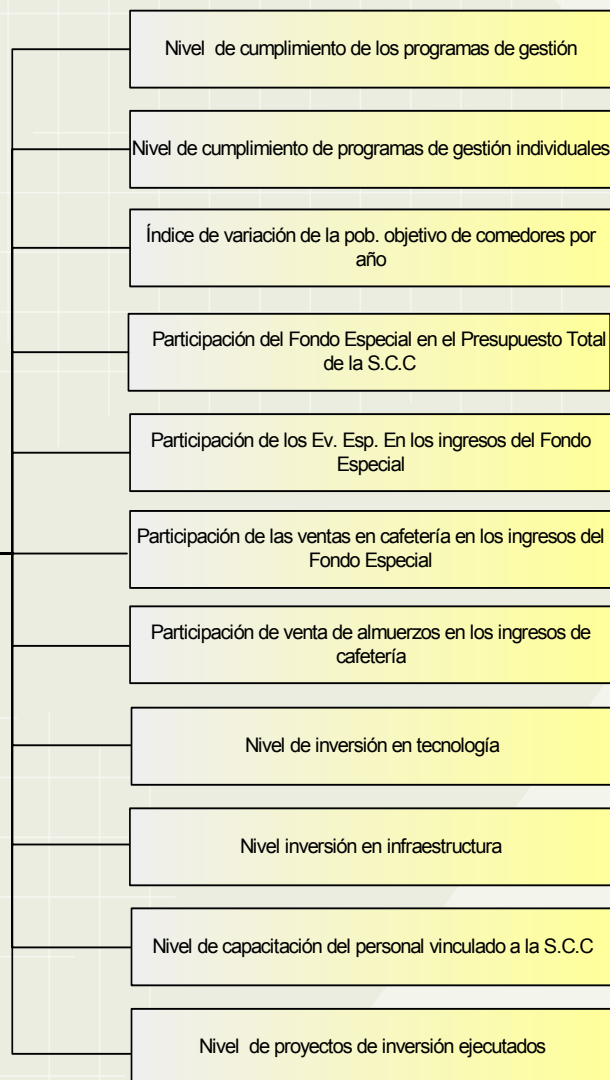 Nivel de cumplimiento de los programas de gestión
Nivel de cumplimiento de programas de gestión individuales
Índice de variación de la pob. objetivo de comedores por
año
Participación del Fondo Especial en el Presupuesto Total
de la S.C.C
Participación de los Ev. Esp. En los ingresos del Fondo
Especial
Participación de las ventas en cafetería en los ingresos del
Fondo Especial
Participación de venta de almuerzos en los ingresos de
cafetería
Nivel de inversión en tecnología
Nivel inversión en infraestructura
Nivel de capacitación del personal vinculado a la S.C.C
Nivel de proyectos de inversión ejecutados